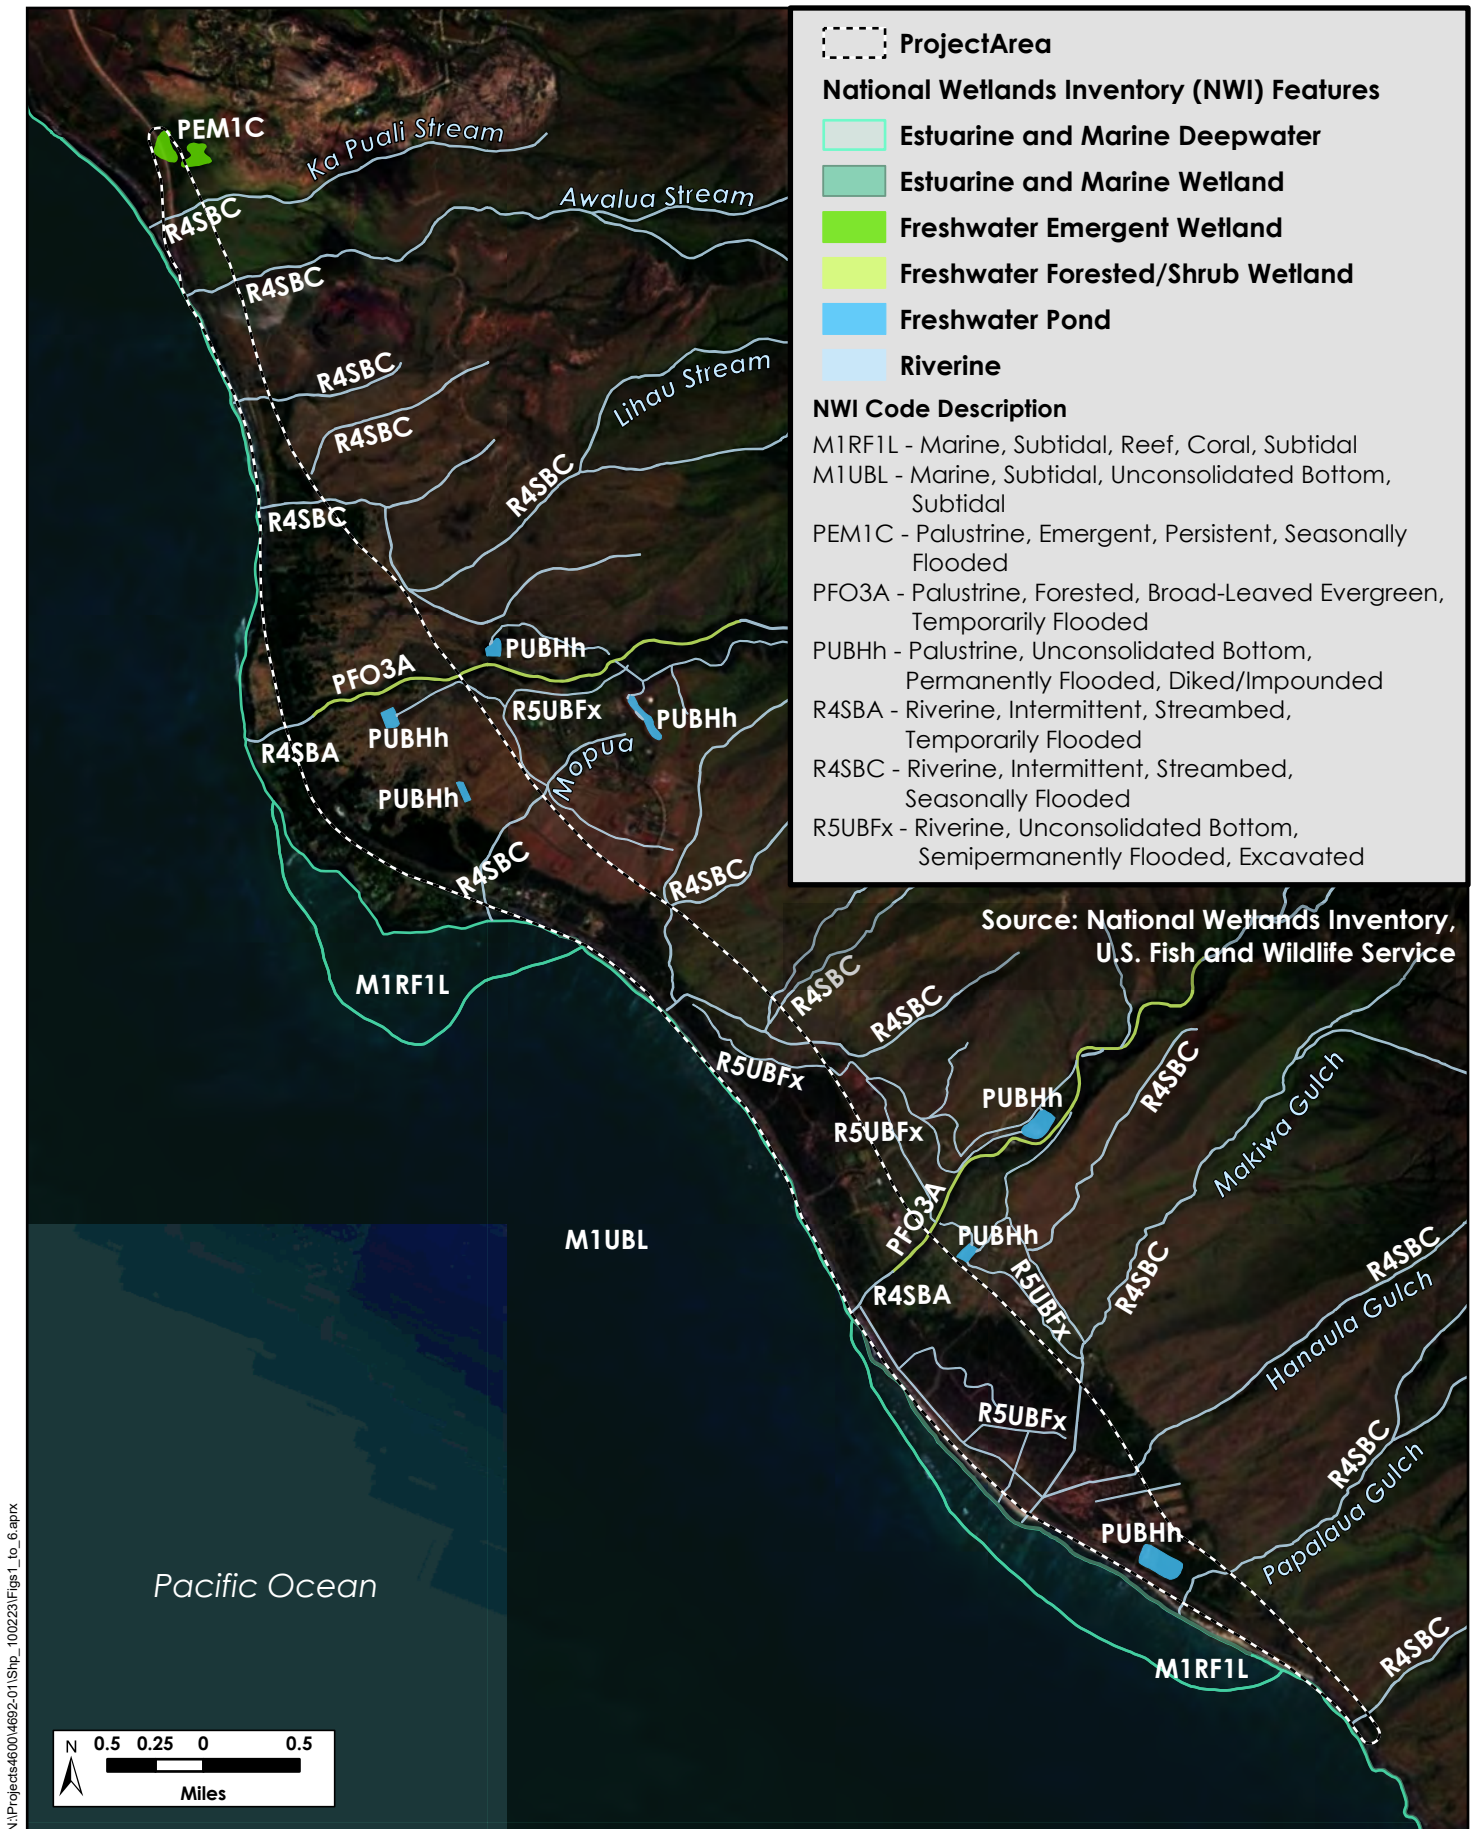 ProjectArea
National Wetlands Inventory (NWI) Features
Estuarine and Marine Deepwater
Estuarine and Marine Wetland
Freshwater Emergent Wetland
Freshwater Forested/Shrub Wetland
Freshwater Pond
Riverine
NWI Code Description
M1RF1L - Marine, Subtidal, Reef, Coral, Subtidal
M1UBL - Marine, Subtidal, Unconsolidated Bottom,
Subtidal
PEM1C - Palustrine, Emergent, Persistent, Seasonally
Flooded
PFO3A - Palustrine, Forested, Broad-Leaved Evergreen,
Temporarily Flooded
PUBHh - Palustrine, Unconsolidated Bottom,
Permanently Flooded, Diked/Impounded
R4SBA - Riverine, Intermittent, Streambed,
Temporarily Flooded
R4SBC - Riverine, Intermittent, Streambed,
Seasonally Flooded
R5UBFx - Riverine, Unconsolidated Bottom,
Semipermanently Flooded, Excavated
Source: National Wetlands Inventory,
U.S. Fish and Wildlife Service
PEM1C
Ka Puali Stream
Awalua Stream
R4SBC
R4SBC
R4SBC
Lihau Stream
R4SBC
R4SBC
R4SBC
PUBHh
PFO3A
R5UBFx
PUBHh
PUBHh
R4SBA
Mopua
PUBHh
R4SBC
R4SBC
M1RF1L
R4SBC
R4SBC
R5UBFx
R4SBC
PUBHh
Makiwa Gulch
R5UBFx
PFO3A
PUBHh
M1UBL
R4SBC
R4SBC
R5UBFx
R4SBA
Hanaula Gulch
R5UBFx
R4SBC
Papalaua Gulch
PUBHh
Pacific Ocean
R4SBC
M1RF1L
N
0.5 0.25 0 0.5
Miles
N:\Projects4600\4692-01\Shp_100223\Figs1_to_6.aprx